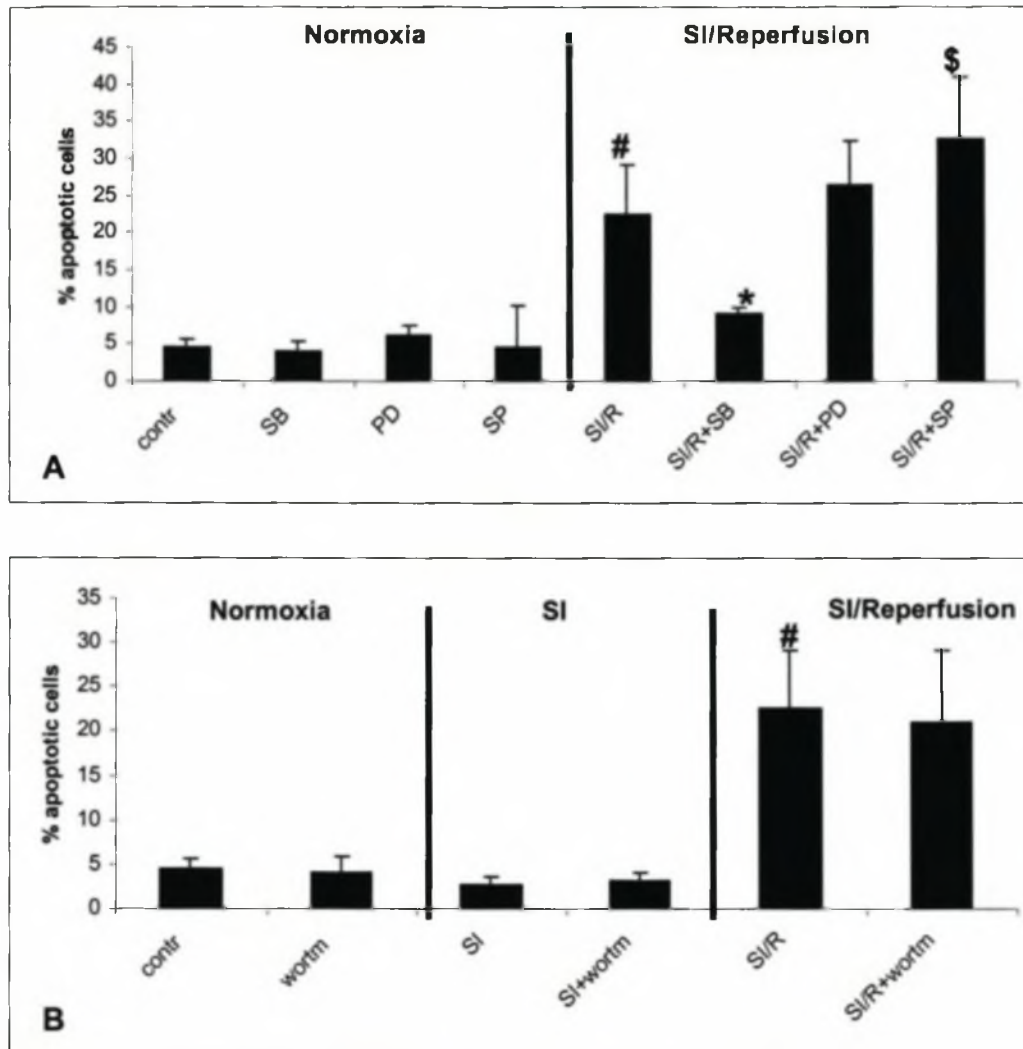 Normoxia SI/Reperfusion
45
40
35
30
25
20
15
10
5
0
% apoptotic cells
# * $
contr SB PD SP SI/R SI/R+SB SI/R+PD SI/R+SP
A
Normoxia SI SI/Reperfusion
35
30
25
20
15
10
5
0
% apoptotic cells
#
contr wortm SI SI+wortm SI/R SI/R+wortm
B